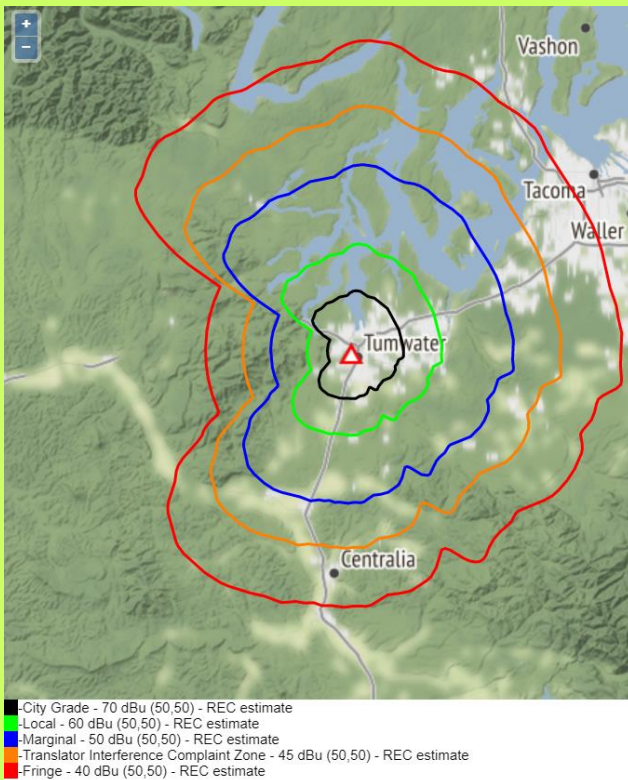 +
−
Vashon
Tacoma
Waller
Tumwater
Centralia
-City Grade - 70 dBu (50,50) - REC estimate
-Local - 60 dBu (50,50) - REC estimate
-Marginal - 50 dBu (50,50) - REC estimate
-Translator Interference Complaint Zone - 45 dBu (50,50) - REC estimate
-Fringe - 40 dBu (50,50) - REC estimate